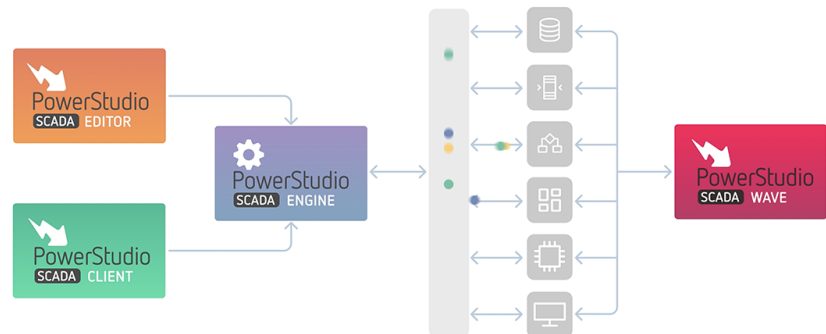 PowerStudio
SCADA EDITOR
PowerStudio
SCADA ENGINE
PowerStudio
SCADA CLIENT
PowerStudio
SCADA WAVE